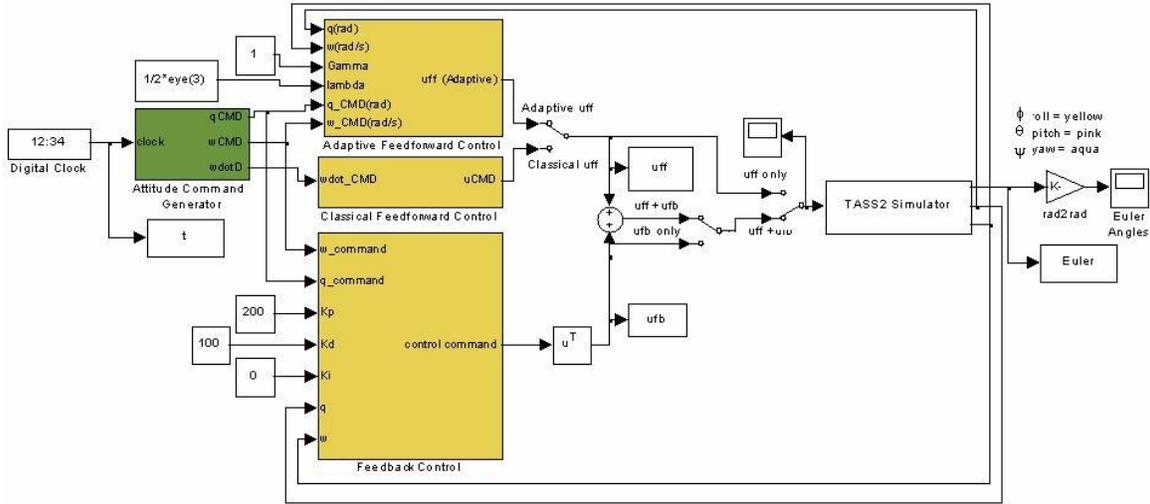 q(rad)
w(rad/s)
Gamma
lambda
q_CMD(rad)
w_CMD(rad/s)
uff (Adaptive)
Adaptive Feedforward Control
1
1/2*eye(3)
12:34
Digital Clock
clock
qCMD
wCMD
wdotD
Attitude Command
Generator
t
wdot_CMD
uCMD
Classical Feedforward Control
Adaptive uff
Classical uff
uff
uff + ufb
ufb only
+
+
uff only
uff + ufb
TASS2 Simulator
ϕ roll = yellow
θ pitch = pink
ψ yaw = aqua
K-
rad2rad
Euler
Angles
Euler
w_command
q_command
Kp
Kd
Ki
q
w
control command
Feedback Control
200
100
0
u^T
ufb